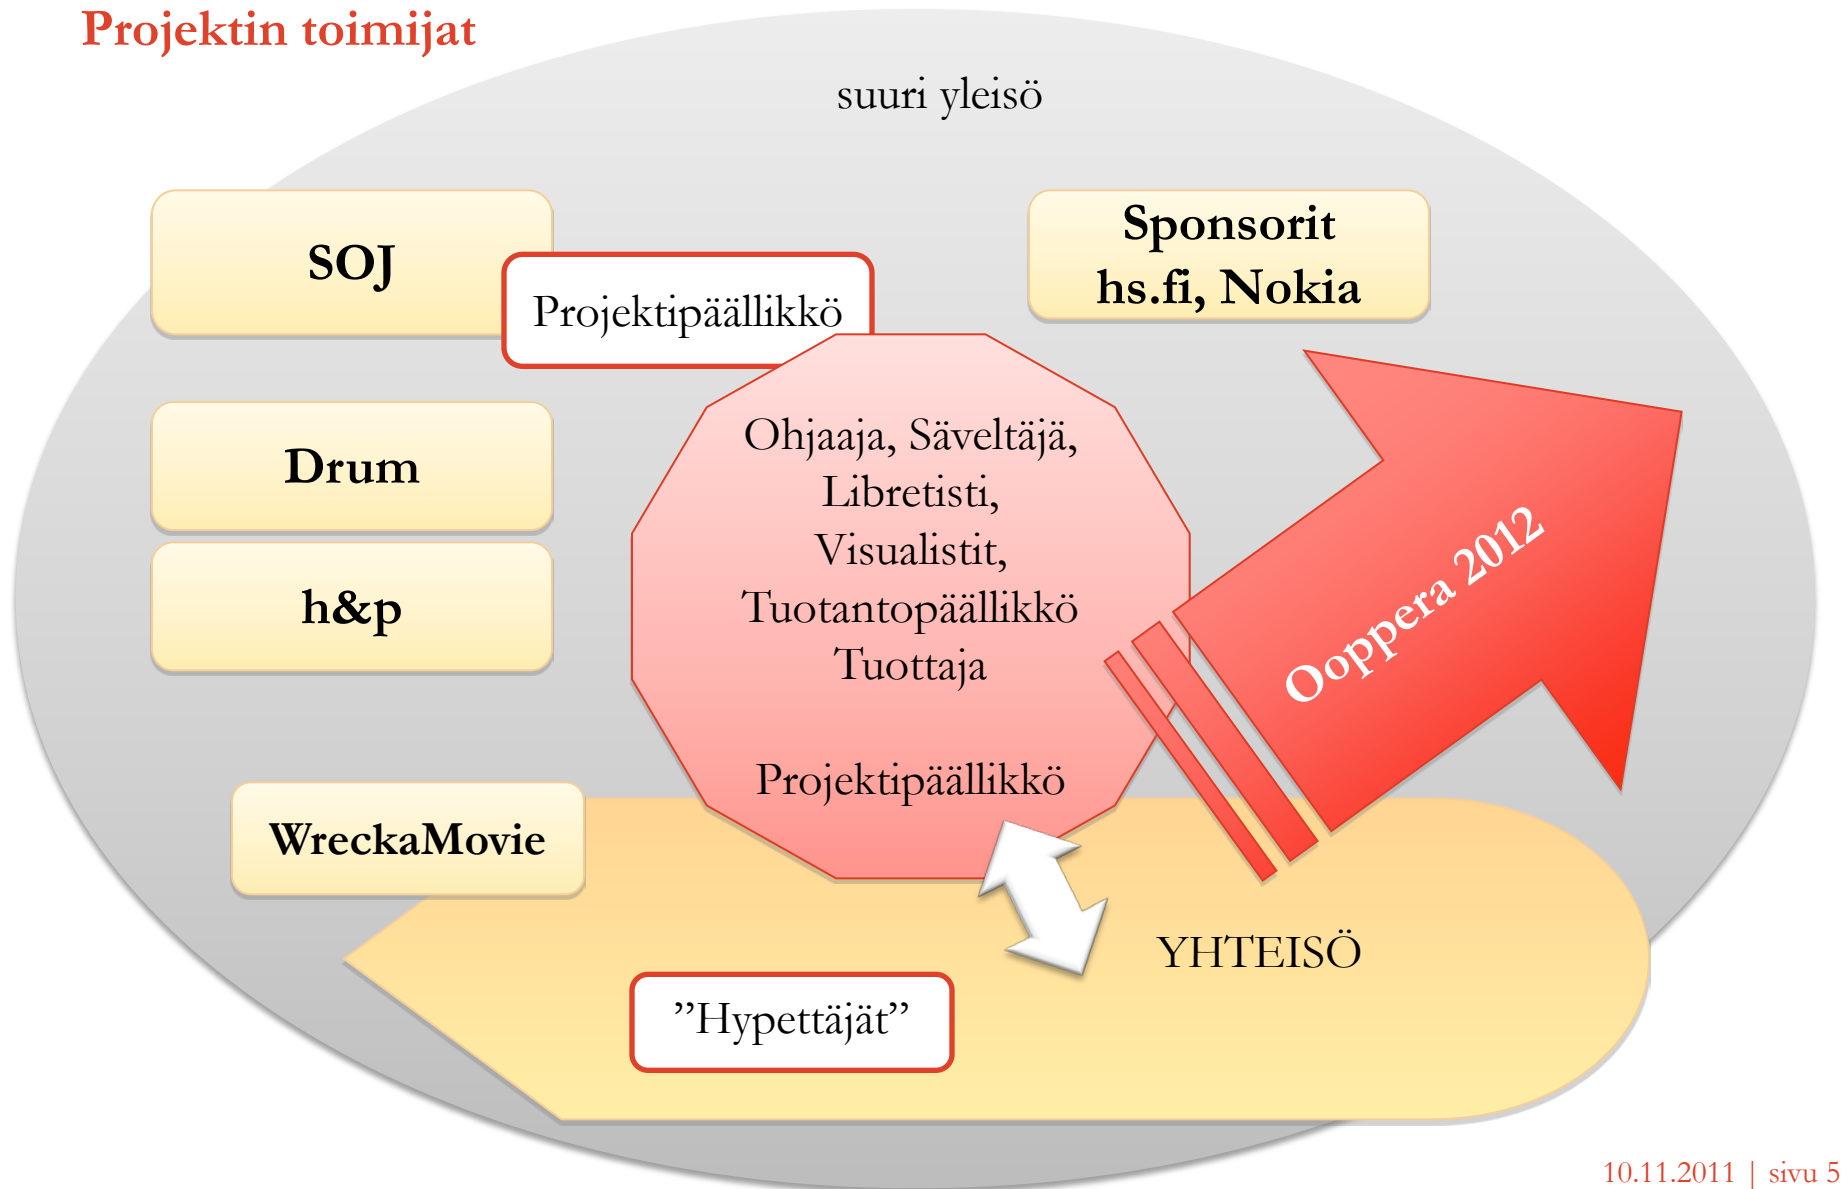 Projektin toimijat
suuri yleisö
SOJ
Projektipäällikkö
Sponsorit
hs.fi, Nokia
Drum
h&p
Ohjaaja, Säveltäjä,
Libretisti,
Visualistit,
Tuotantopäällikkö
Tuottaja
Projektipäällikkö
Ooppera 2012
WreckaMovie
YHTEISÖ
”Hypettäjät”
10.11.2011 | sivu 5